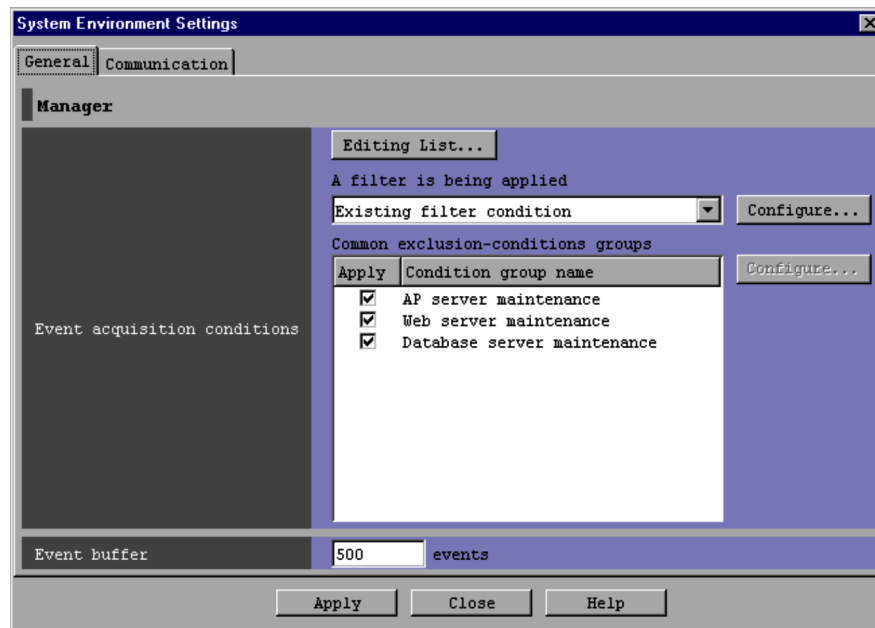 System Environment Settings
General Communication
Manager
Editing List...
A filter is being applied
Existing filter condition Configure...
Common exclusion-conditions groups
Apply Condition group name Configure...
AP server maintenance
Web server maintenance
Event acquisition conditions
Database server maintenance
Event buffer 500 events
Apply Close Help